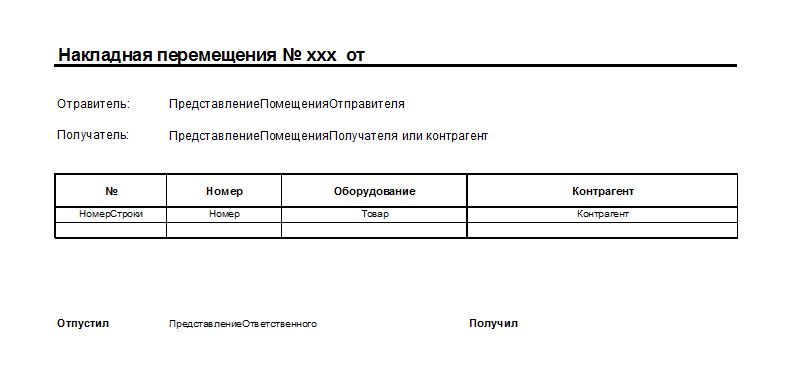 Накладная перемещения № xxx от
Отравитель: ПредставлениеПомещенияОтправителя
Получатель: ПредставлениеПомещенияПолучателя или контрагент
№ Номер Оборудование Контрагент
НомерСтроки Номер Товар Контрагент
Отпустил ПредставлениеОтветственного Получил